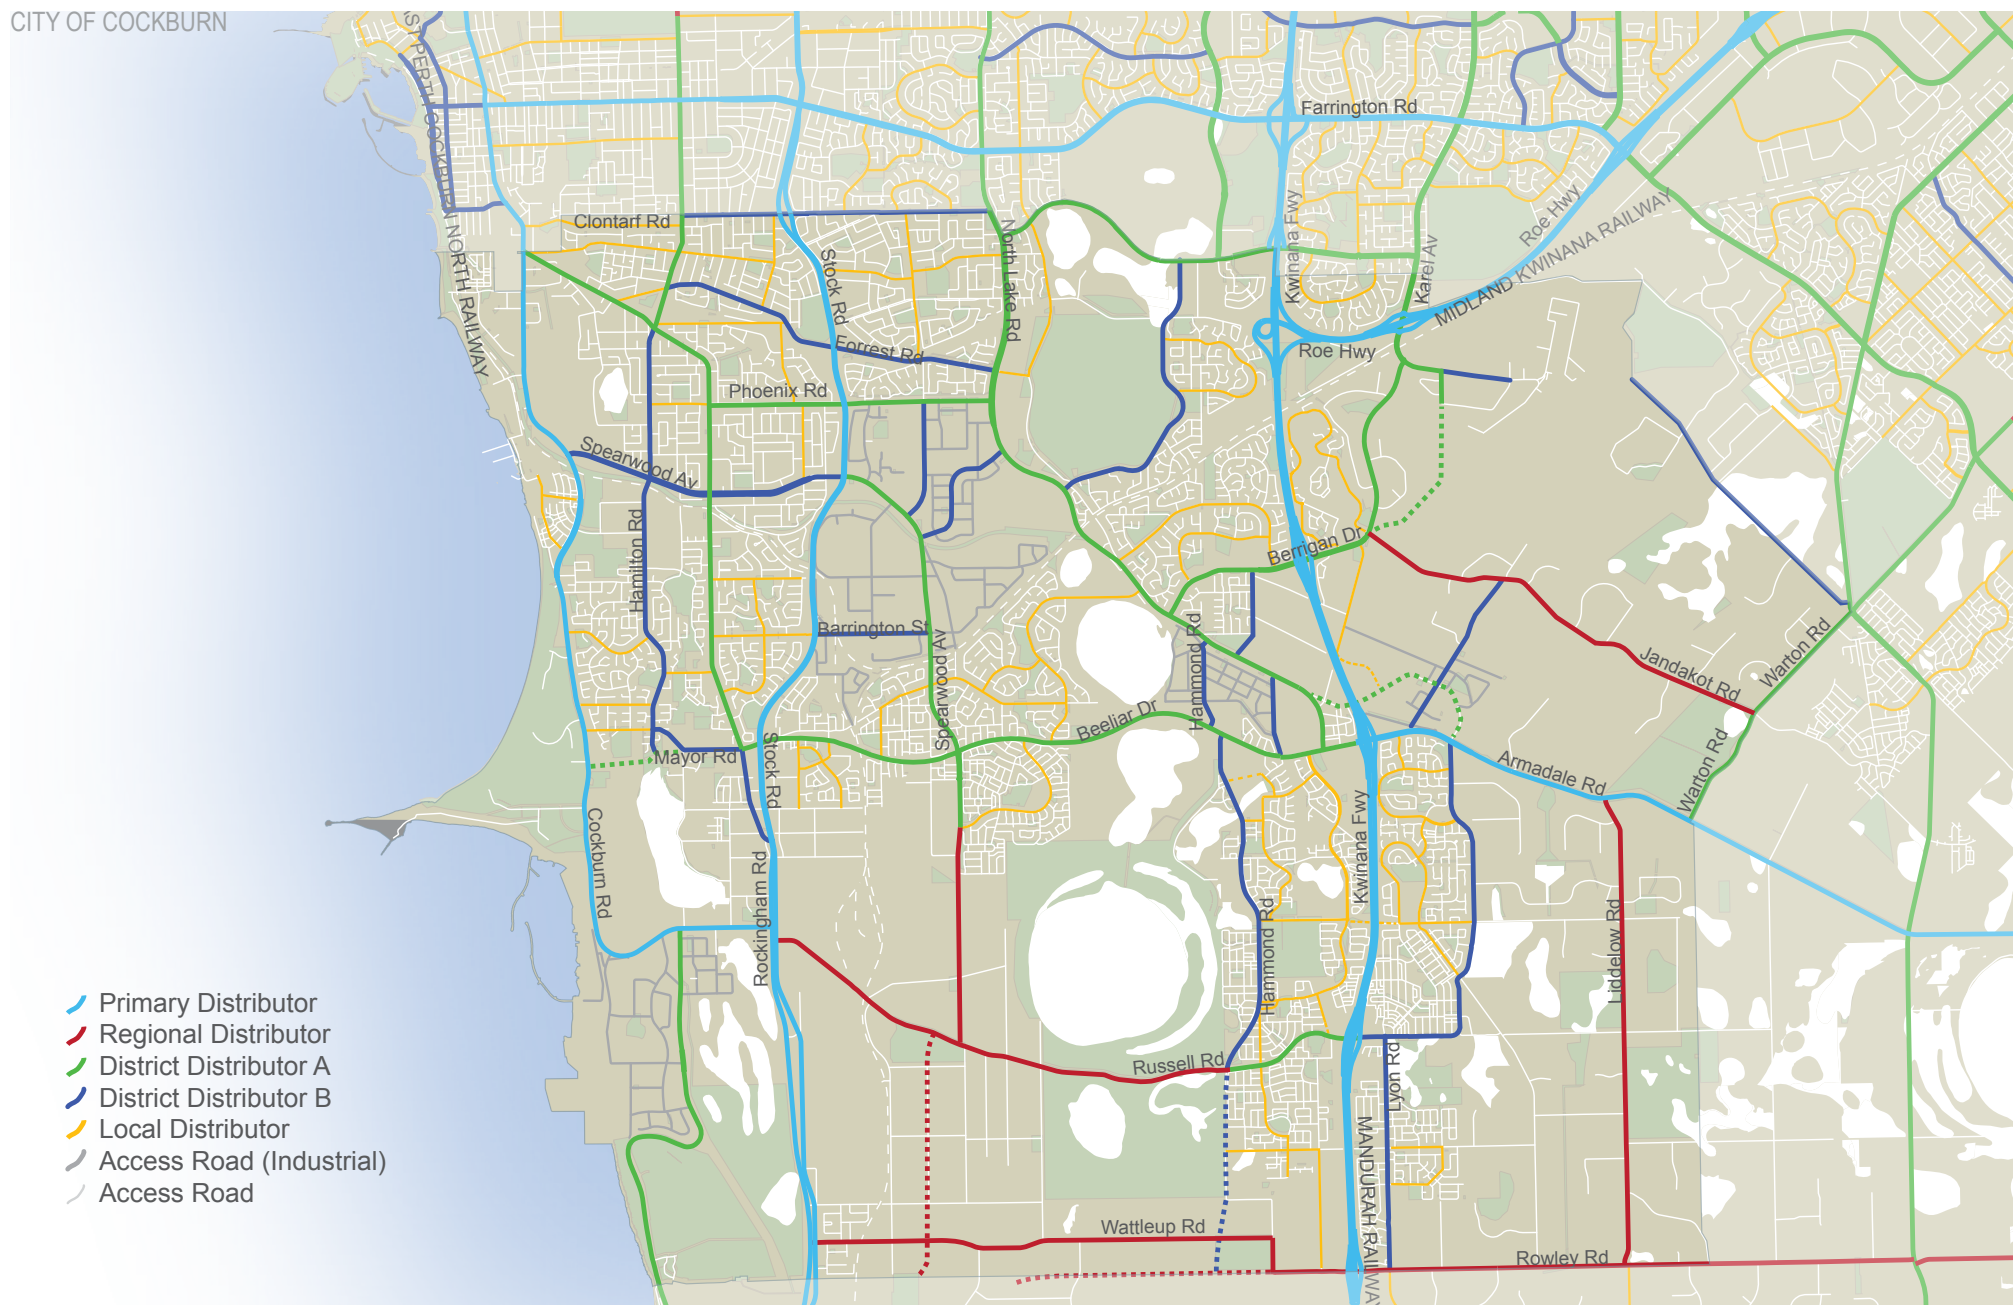 CITY OF COCKBURN
AST PERTH COCKBURN NORTH RAILWAY
Farrington Rd
Clontarf Rd
Kwinana Fwy
Roe Hwy
Karel Av
MIDLAND KWINANA RAILWAY
North Lake Rd
Stock Rd
Forrest Rd
Roe Hwy
Phoenix Rd
Spearwood Av
Hamilton Rd
Berrigan Dr
Barrington St
Spearwood Av
Hammond Rd
Jandakot Rd
Warton Rd
Beeliar Dr
Mayor Rd
Stock Rd
Armadale Rd
Warton Rd
Cockburn Rd
Rockingham Rd
Kwinana Fwy
Hammond Rd
Liddelow Rd
Russell Rd
Lyon Rd
MANDURAH RAILWAY
Wattleup Rd
Rowley Rd
Primary Distributor
Regional Distributor
District Distributor A
District Distributor B
Local Distributor
Access Road (Industrial)
Access Road